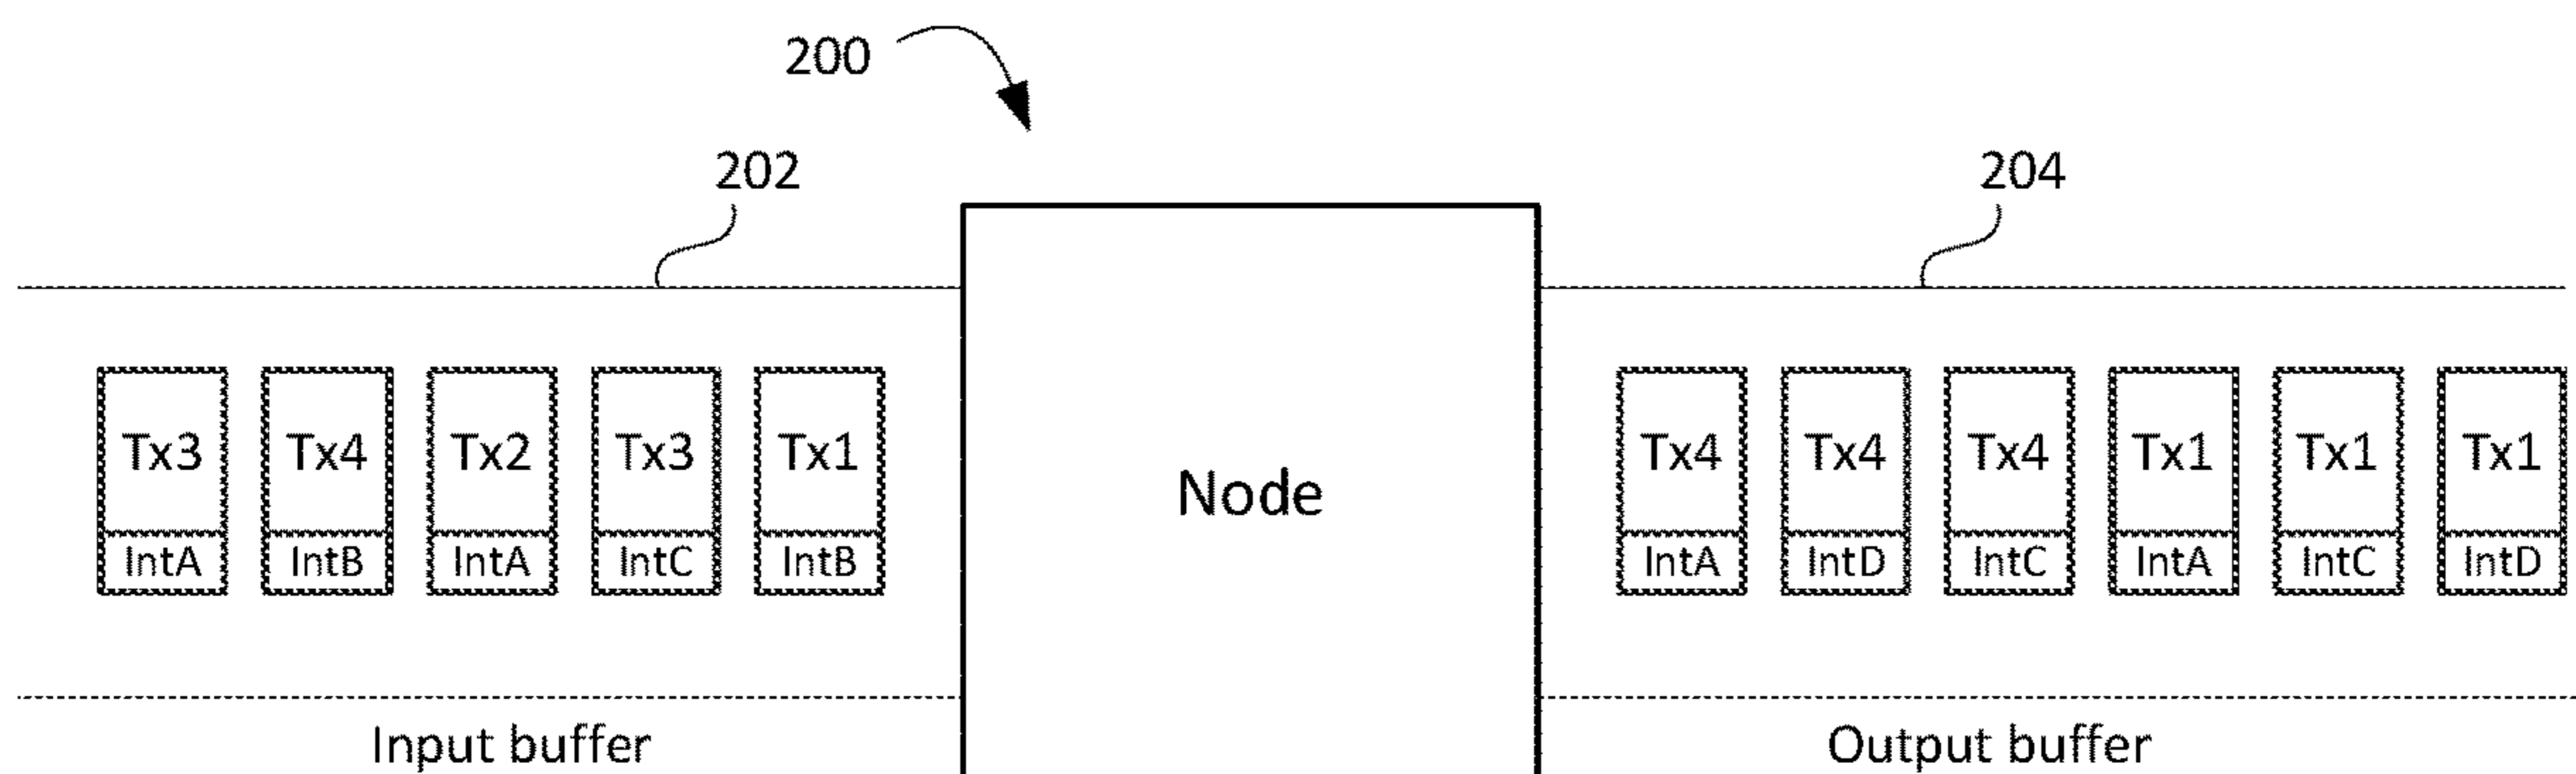 200
202
204
Tx3 Tx4 Tx2 Tx3 Tx1
IntA IntB IntA IntC IntB
Node
Tx4 Tx4 Tx4 Tx1 Tx1 Tx1
IntA IntD IntC IntA IntC IntD
Input buffer
Output buffer